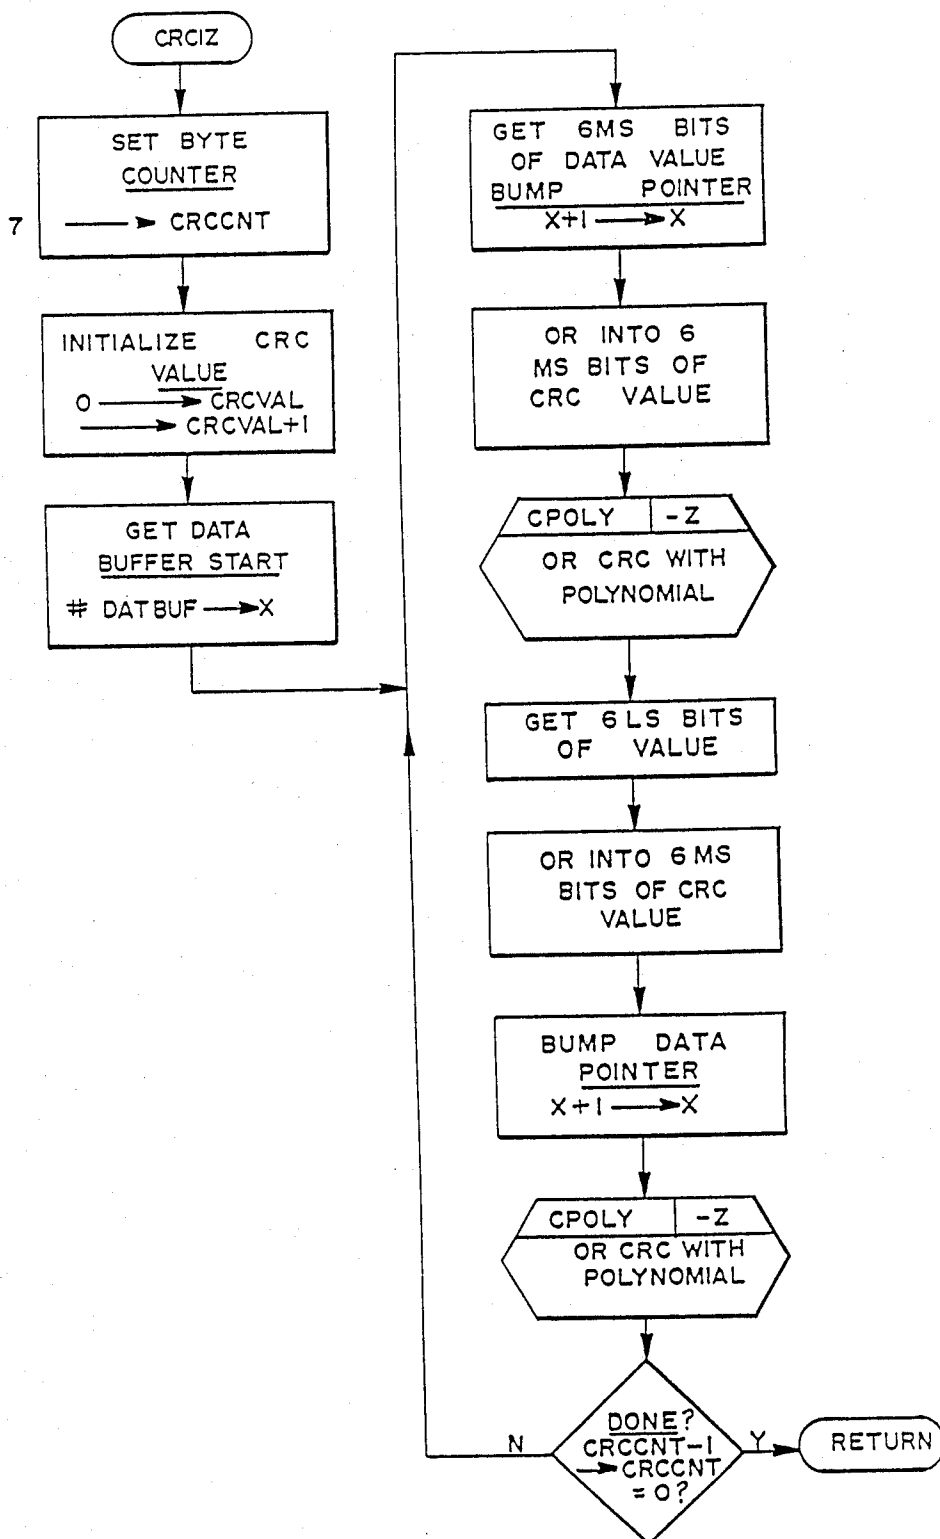 CRCIZ
SET BYTE
COUNTER
7 → CRCCNT
INITIALIZE CRC
VALUE
0 → CRCVAL
→ CRCVAL+1
GET DATA
BUFFER START
# DATBUF → X
GET 6MS BITS
OF DATA VALUE
BUMP POINTER
X+1 → X
OR INTO 6
MS BITS OF
CRC VALUE
CPOLY -Z
OR CRC WITH
POLYNOMIAL
GET 6LS BITS
OF VALUE
OR INTO 6MS
BITS OF CRC
VALUE
BUMP DATA
POINTER
X+1 → X
CPOLY -Z
OR CRC WITH
POLYNOMIAL
DONE?
CRCCNT-1
→ CRCCNT
= 0?
N
Y
RETURN